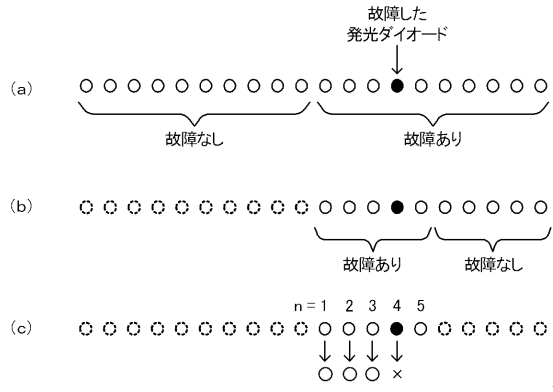 故障した
発光ダイオード
(a)
故障なし
故障あり
(b)
故障あり
故障なし
n = 1 2 3 4 5
(c)
×